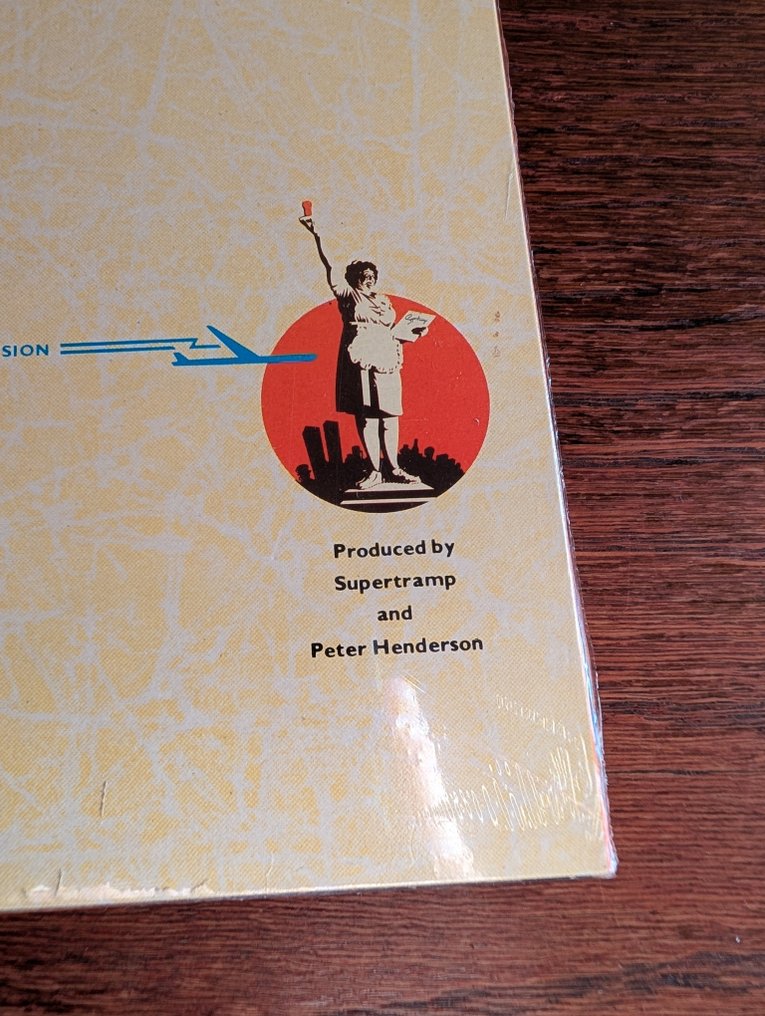 SION
Produced by
Supertramp
and
Peter Henderson